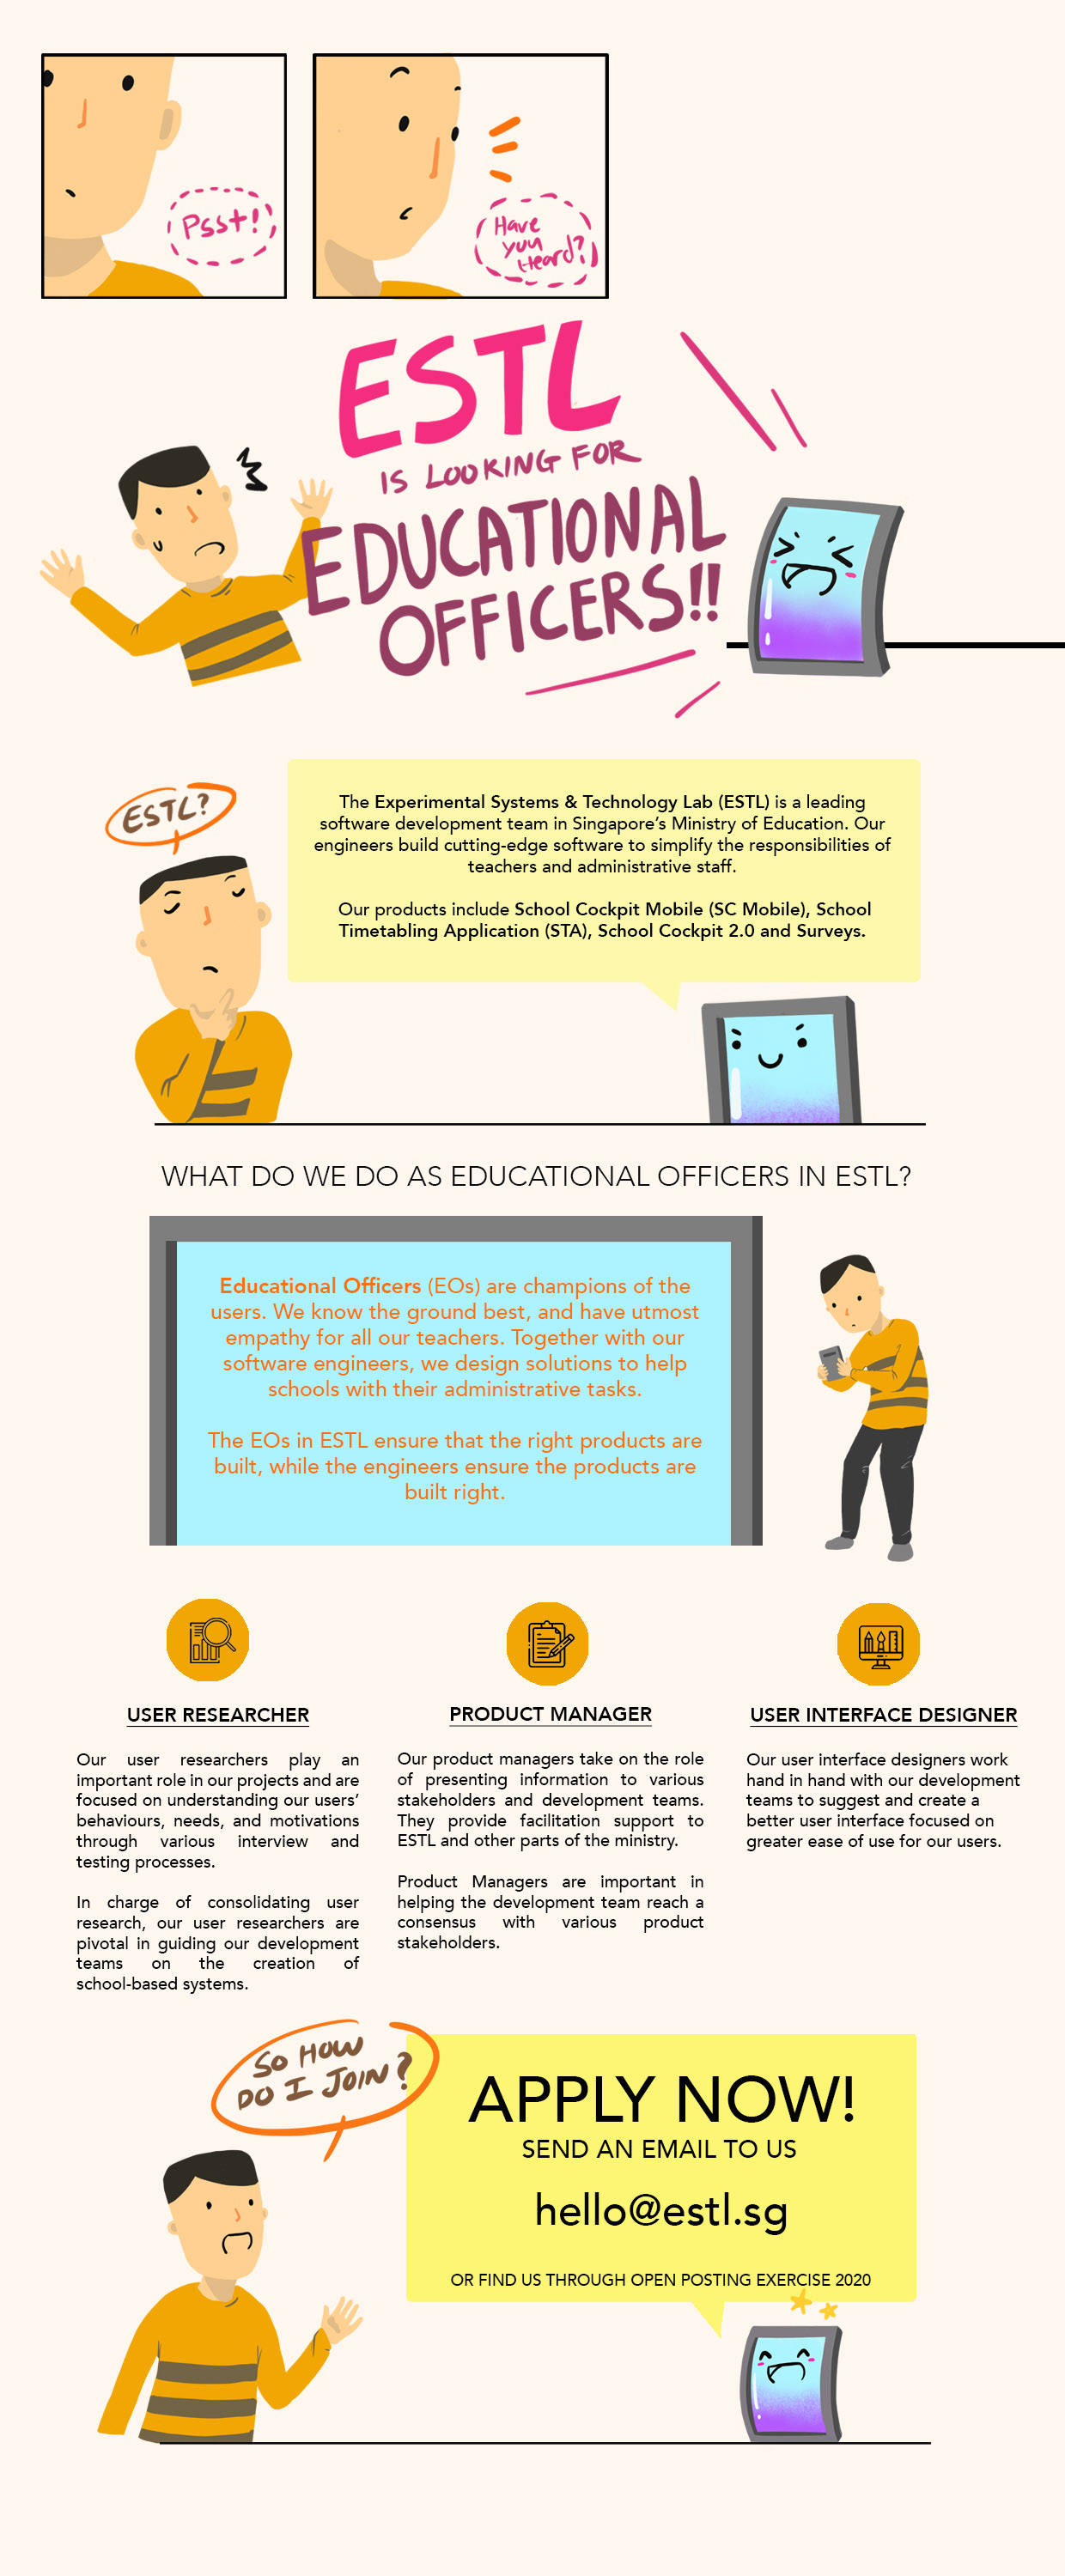 Psst!
Have
you
Heard?
ESTL
IS LOOKING FOR
EDUCATIONAL
OFFICERS!!
ESTL?
The Experimental Systems & Technology Lab (ESTL) is a leading
software development team in Singapore's Ministry of Education. Our
engineers build cutting-edge software to simplify the responsibilities of
teachers and administrative staff.
Our products include School Cockpit Mobile (SC Mobile), School
Timetabling Application (STA), School Cockpit 2.0 and Surveys.
WHAT DO WE DO AS EDUCATIONAL OFFICERS IN ESTL?
Educational Officers (EOs) are champions of the
users. We know the ground best, and have utmost
empathy for all our teachers. Together with our
software engineers, we design solutions to help
schools with their administrative tasks.
The EOs in ESTL ensure that the right products are
built, while the engineers ensure the products are
built right.
USER RESEARCHER
Our user researchers play an
important role in our projects and are
focused on understanding our users'
behaviours, needs, and motivations
through various interview and
testing processes.
In charge of consolidating user
research, our user researchers are
pivotal in guiding our development
teams on the creation of
school-based systems.
PRODUCT MANAGER
Our product managers take on the role
of presenting information to various
stakeholders and development teams.
They provide facilitation support to
ESTL and other parts of the ministry.
Product Managers are important in
helping the development team reach a
consensus with various product
stakeholders.
USER INTERFACE DESIGNER
Our user interface designers work
hand in hand with our development
teams to suggest and create a
better user interface focused on
greater ease of use for our users.
SO HOW
DO I JOIN?
APPLY NOW!
SEND AN EMAIL TO US
hello@estl.sg
OR FIND US THROUGH OPEN POSTING EXERCISE 2020